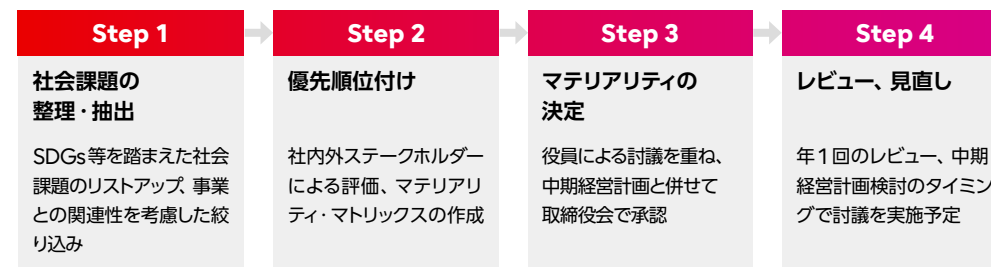 Step 1
社会課題の
整理・抽出
SDGs等を踏まえた社会
課題のリストアップ、事業
との関連性を考慮した絞
り込み
Step 2
優先順位付け
社内外ステークホルダー
による評価、マテリアリ
ティ・マトリックスの作成
Step 3
マテリアリティの
決定
役員による討議を重ね、
中期経営計画と併せて
取締役会で承認
Step 4
レビュー、見直し
年1回のレビュー、中期
経営計画検討のタイミン
グで討議を実施予定